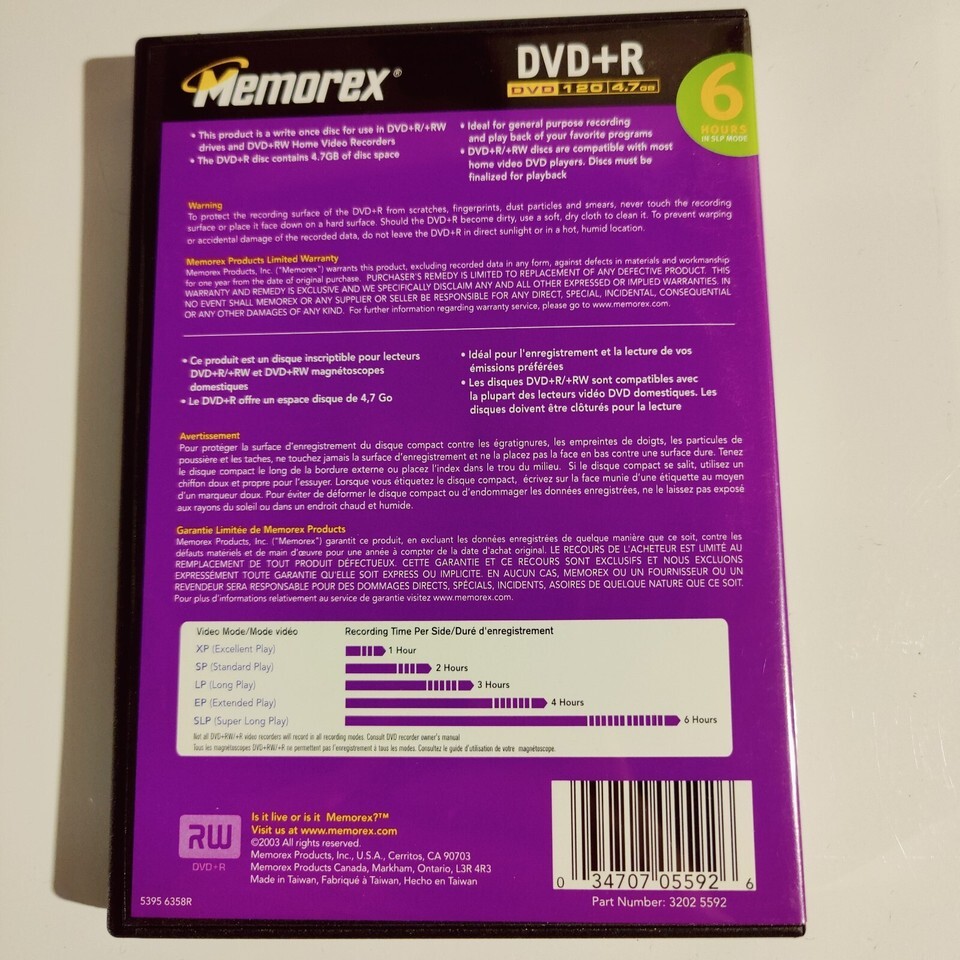 Memorex®
DVD+R
DVD 120 4.7GB
6
HOURS
IN SLP MODE
• This product is a write once disc for use in DVD+R/+RW
drives and DVD+RW Home Video Recorders
• The DVD+R disc contains 4.7GB of disc space
• Ideal for general purpose recording
and play back of your favorite programs
• DVD+R/+RW discs are compatible with most
home video DVD players. Discs must be
finalized for playback
Warning
To protect the recording surface of the DVD+R from scratches, fingerprints, dust particles and smears, never touch the recording
surface or place it face down on a hard surface. Should the DVD+R become dirty, use a soft, dry cloth to clean it. To prevent warping
or accidental damage of the recorded data, do not leave the DVD+R in direct sunlight or in a hot, humid location.
Memorex Products Limited Warranty
Memorex Products, Inc. ("Memorex") warrants this product, excluding recorded data in any form, against defects in materials and workmanship
for one year from the date of original purchase. PURCHASER'S REMEDY IS LIMITED TO REPLACEMENT OF ANY DEFECTIVE PRODUCT. THIS
WARRANTY AND REMEDY IS EXCLUSIVE AND WE SPECIFICALLY DISCLAIM ANY AND ALL OTHER EXPRESSED OR IMPLIED WARRANTIES. IN
NO EVENT SHALL MEMOREX OR ANY SUPPLIER OR SELLER BE RESPONSIBLE FOR ANY DIRECT, SPECIAL, INCIDENTAL, CONSEQUENTIAL
OR ANY OTHER DAMAGES OF ANY KIND. For further information regarding warranty service, please go to www.memorex.com.
• Ce produit est un disque inscriptible pour lecteurs
DVD+R/+RW et DVD+RW magnétoscopes
domestiques
• Le DVD+R offre un espace disque de 4,7 Go
• Idéal pour l'enregistrement et la lecture de vos
émissions préférées
• Les disques DVD+R/+RW sont compatibles avec
la plupart des lecteurs vidéo DVD domestiques. Les
disques doivent être clôturés pour la lecture
Avertissement
Pour protéger la surface d'enregistrement du disque compact contre les égratignures, les empreintes de doigts, les particules de
poussière et les taches, ne touchez jamais la surface d'enregistrement et ne la placez pas la face en bas contre une surface dure. Tenez
le disque compact le long de la bordure externe ou placez l'index dans le trou du milieu. Si le disque compact se salit, utilisez un
chiffon doux et propre pour l'essuyer. Lorsque vous étiquetez le disque compact, écrivez sur la face munie d'une étiquette au moyen
d'un marqueur doux. Pour éviter de déformer le disque compact ou d'endommager les données enregistrées, ne le laissez pas exposé
aux rayons du soleil ou dans un endroit chaud et humide.
Garantie Limitée de Memorex Products
Memorex Products, Inc. ("Memorex") garantit ce produit, en excluant les données enregistrées de quelque manière que ce soit, contre les
défauts matériels et de main d'œuvre pour une année à compter de la date d'achat original. LE RECOURS DE L'ACHETEUR EST LIMITÉ AU
REMPLACEMENT DE TOUT PRODUIT DÉFECTUEUX. CETTE GARANTIE ET CE RECOURS SONT EXCLUSIFS ET NOUS EXCLUONS
EXPRESSÉMENT TOUTE GARANTIE QU'ELLE SOIT EXPRESS OU IMPLICITE. EN AUCUN CAS, MEMOREX OU UN FOURNISSEUR OU UN
REVENDEUR SERA RESPONSABLE POUR DES DOMMAGES DIRECTS, SPÉCIALS, INCIDENTS, ASOIRES DE QUELQUE NATURE QUE CE SOIT.
Pour plus d'informations relativement au service de garantie visitez www.memorex.com.
Video Mode/Mode vidéo Recording Time Per Side/Duré d'enregistrement
XP (Excellent Play) 1 Hour
SP (Standard Play) 2 Hours
LP (Long Play) 3 Hours
EP (Extended Play) 4 Hours
SLP (Super Long Play) 6 Hours
Not all DVD+RW/+R video recorders will record in all recording modes. Consult DVD recorder owner's manual
Tous les magnétoscopes DVD+RW/+R ne permettent pas l'enregistrement à tous les modes. Consultez le guide d'utilisation de votre magnétoscope.
RW
DVD+R
Is it live or is it Memorex?™
Visit us at www.memorex.com
©2003 All rights reserved.
Memorex Products, Inc., U.S.A., Cerritos, CA 90703
Memorex Products Canada, Markham, Ontario, L3R 4R3
Made in Taiwan, Fabriqué à Taiwan, Hecho en Taiwan
0 34707 05592 6
Part Number: 3202 5592
5395 6358R